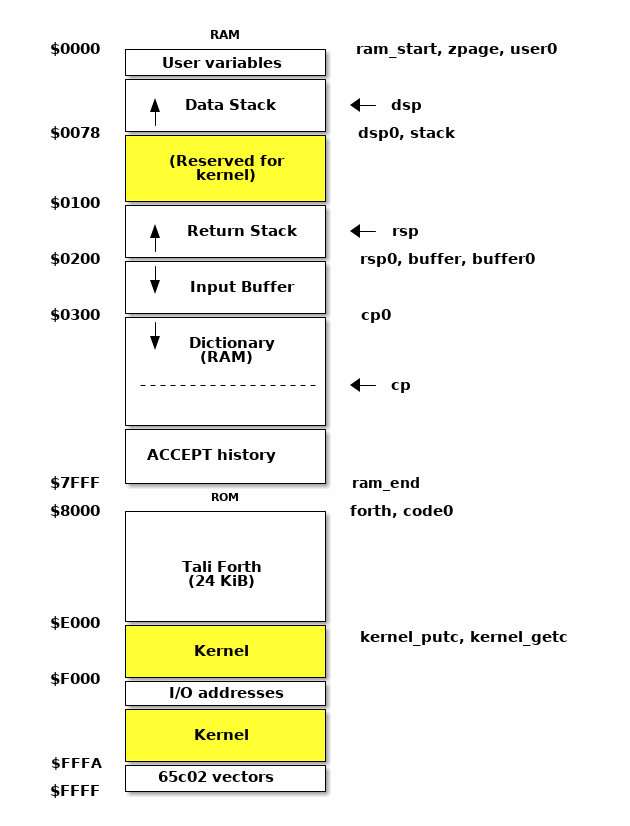 RAM
$0000 ram_start, zpage, user0
User variables
Data Stack dsp
$0078 dsp0, stack
(Reserved for
kernel)
$0100
Return Stack rsp
$0200 rsp0, buffer, buffer0
Input Buffer
$0300 cp0
Dictionary
(RAM)
cp
ACCEPT history
$7FFF ram_end
ROM
$8000 forth, code0
Tali Forth
(24 KiB)
$E000
kernel_putc, kernel_getc
Kernel
$F000
I/O addresses
Kernel
$FFFA
65c02 vectors
$FFFF